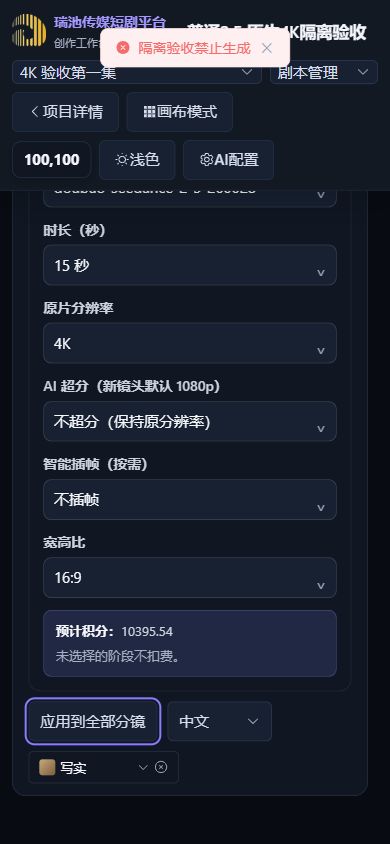 瑞池传媒短剧平台
创作工作
隔离验收禁止生成
4K隔离验收
4K 验收第一集
剧本管理
项目详情
画布模式
100,100
浅色
AI配置
时长（秒）
15 秒
原片分辨率
4K
AI 超分（新镜头默认 1080p）
不超分（保持原分辨率）
智能插帧（按需）
不插帧
宽高比
16:9
预计积分：10395.54
未选择的阶段不扣费。
应用到全部分镜
中文
写实